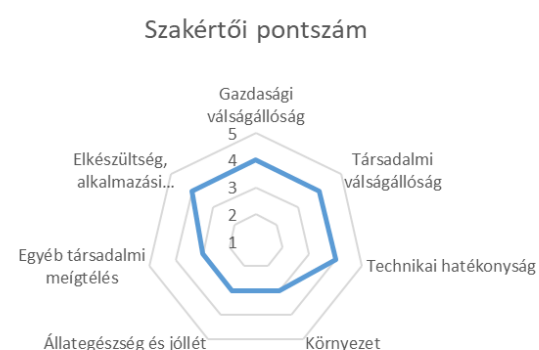 Szakértői pontszám
Gazdasági
válságállóság
5
4
3
2
1
Társadalmi
válságállóság
Technikai hatékonyság
Környezet
Állategészség és jóllét
Egyéb társadalmi
meígtélés
Elkészültség,
alkalmazási...